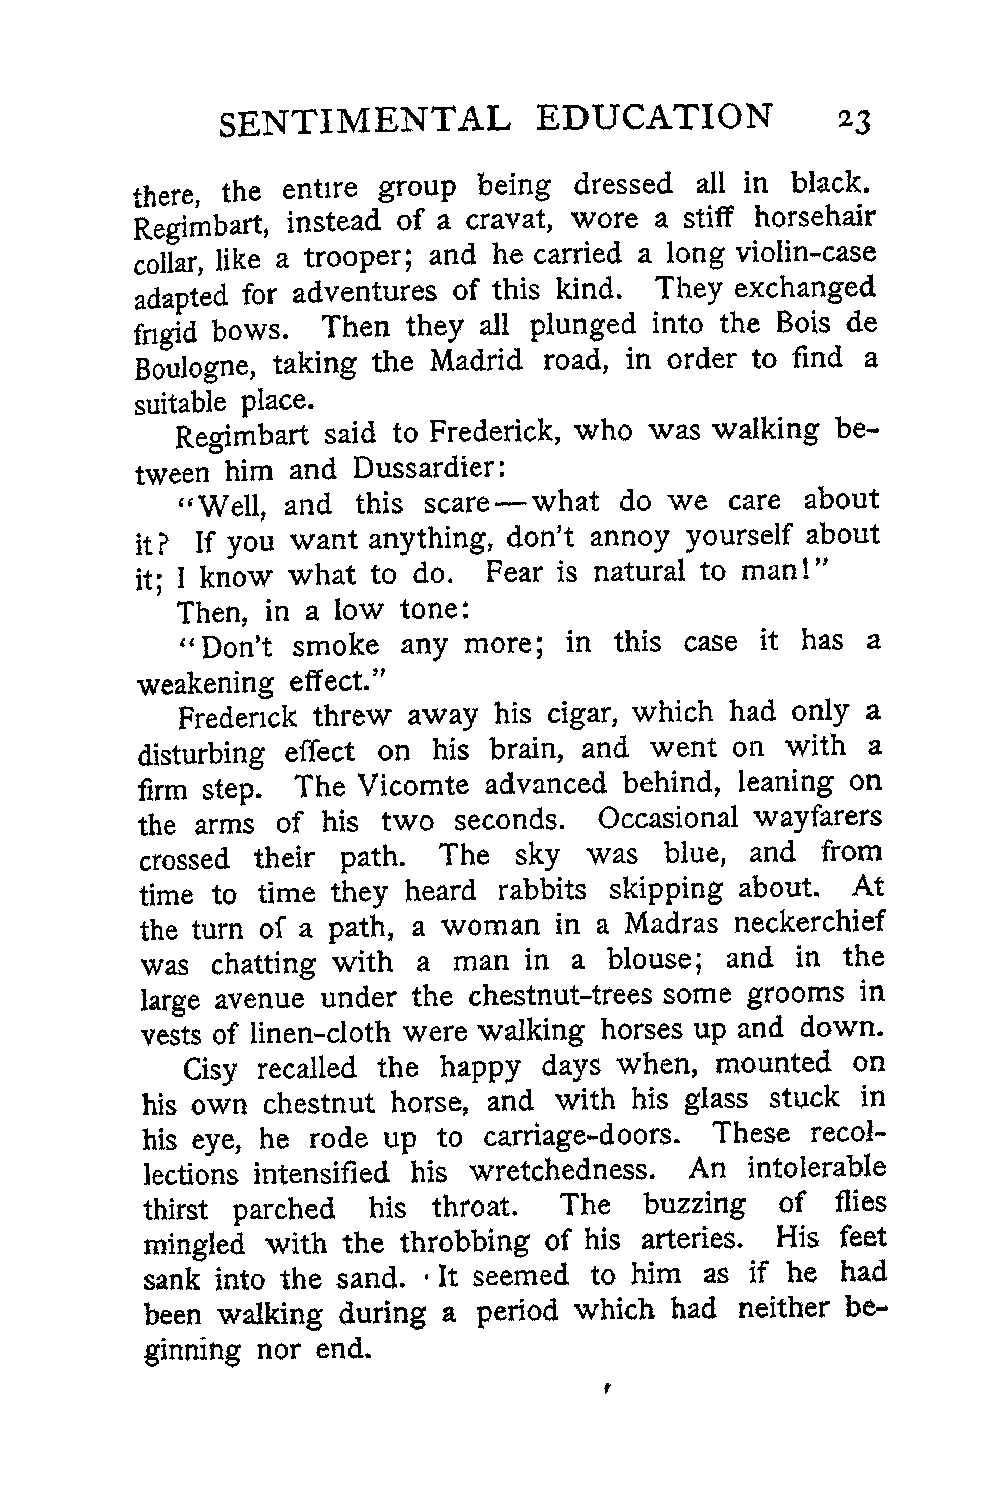 SENTIMENTAL EDUCATION 23
there, the entire group being dressed all in black.
Regimbart, instead of a cravat, wore a stiff horsehair
collar, like a trooper; and he carried a long violin-case
adapted for adventures of this kind. They exchanged
frigid bows. Then they all plunged into the Bois de
Boulogne, taking the Madrid road, in order to find a
suitable place.
Regimbart said to Frederick, who was walking be-
tween him and Dussardier:
"Well, and this scare—what do we care about
it? If you want anything, don't annoy yourself about
it; I know what to do. Fear is natural to man!"
Then, in a low tone:
"Don't smoke any more; in this case it has a
weakening effect."
Frederick threw away his cigar, which had only a
disturbing effect on his brain, and went on with a
firm step. The Vicomte advanced behind, leaning on
the arms of his two seconds. Occasional wayfarers
crossed their path. The sky was blue, and from
time to time they heard rabbits skipping about. At
the turn of a path, a woman in a Madras neckerchief
was chatting with a man in a blouse; and in the
large avenue under the chestnut-trees some grooms in
vests of linen-cloth were walking horses up and down.
Cisy recalled the happy days when, mounted on
his own chestnut horse, and with his glass stuck in
his eye, he rode up to carriage-doors. These recol-
lections intensified his wretchedness. An intolerable
thirst parched his throat. The buzzing of flies
mingled with the throbbing of his arteries. His feet
sank into the sand. It seemed to him as if he had
been walking during a period which had neither be-
ginning nor end.